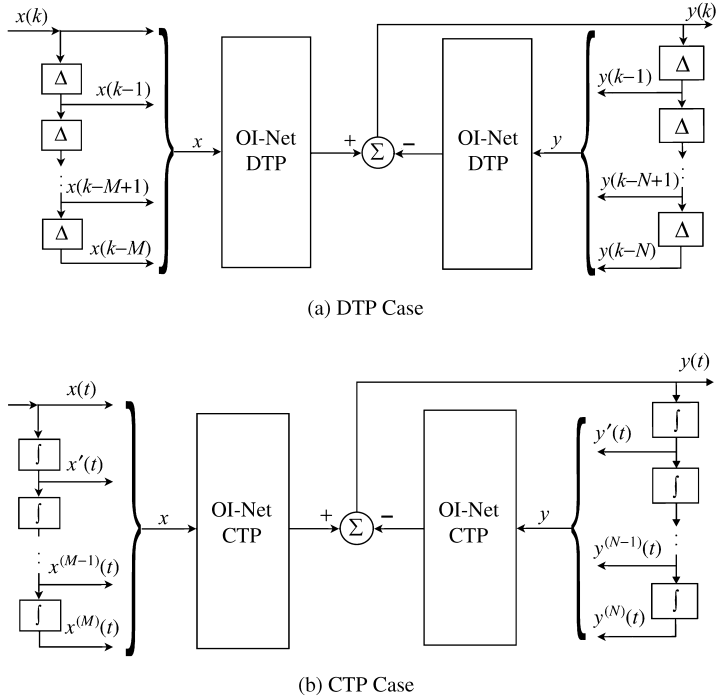 x(k)
Δ
x(k−1)
Δ
x(k−M+1)
Δ
x(k−M)
x
OI-Net
DTP
+
Σ
−
OI-Net
DTP
y
y(k)
Δ
y(k−1)
Δ
y(k−N+1)
Δ
y(k−N)
(a) DTP Case
x(t)
∫
x′(t)
∫
x^(M−1)(t)
∫
x^(M)(t)
x
OI-Net
CTP
+
Σ
−
OI-Net
CTP
y
y(t)
∫
y′(t)
∫
y^(N−1)(t)
∫
y^(N)(t)
(b) CTP Case